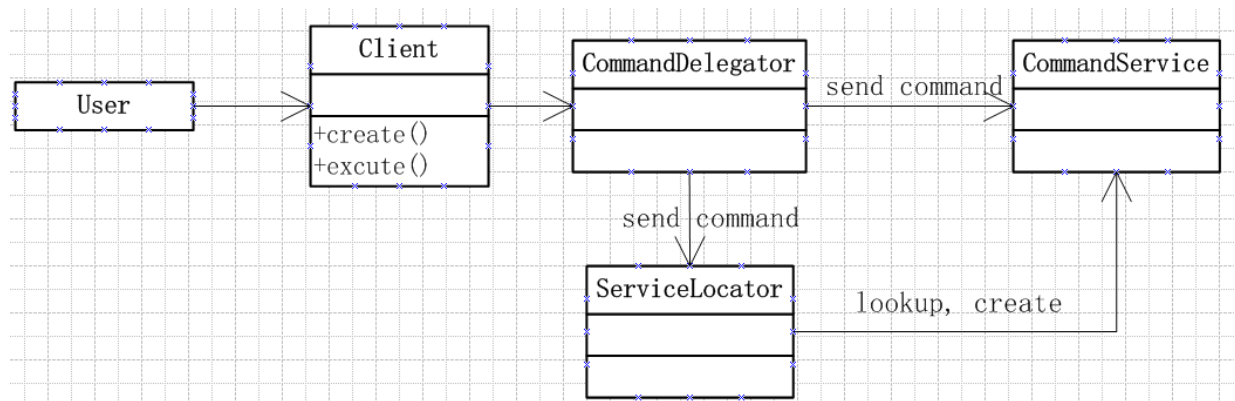 User
Client
+create()
+excute()
CommandDelegator
send command
CommandService
send command
ServiceLocator
lookup, create